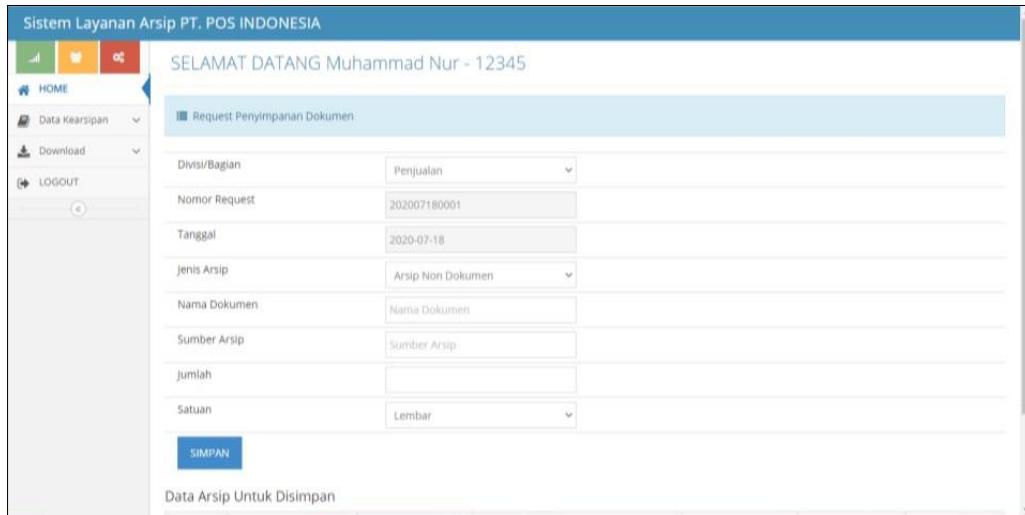 Sistem Layanan Arsip PT. POS INDONESIA
SELAMAT DATANG Muhammad Nur - 12345
HOME
Data Kearsipan
Download
LOGOUT
Request Penyimpanan Dokumen
Divisi/Bagian Penjualan
Nomor Request 202007180001
Tanggal 2020-07-18
Jenis Arsip Arsip Non Dokumen
Nama Dokumen Nama Dokumen
Sumber Arsip Sumber Arsip
Jumlah
Satuan Lembar
SIMPAN
Data Arsip Untuk Disimpan